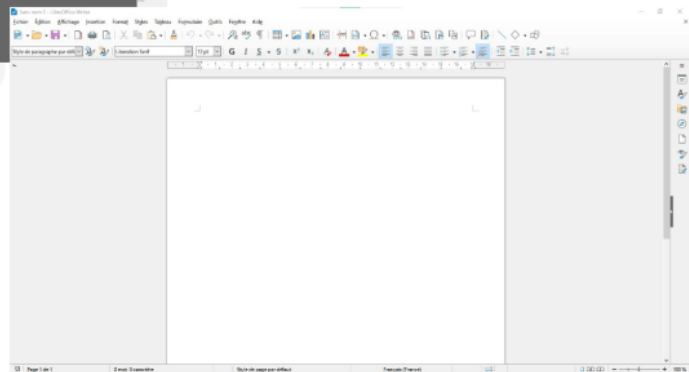 Sans nom 1 - LibreOffice Writer
Fichier Édition Affichage Insertion Format Styles Tableau Formulaire Outils Fenêtre Aide
Style de paragraphe par défaut Liberation Serif 12 pt G I S S
Page 1 de 1 0 mot, 0 caractère Style de page par défaut Français (France) 100 %